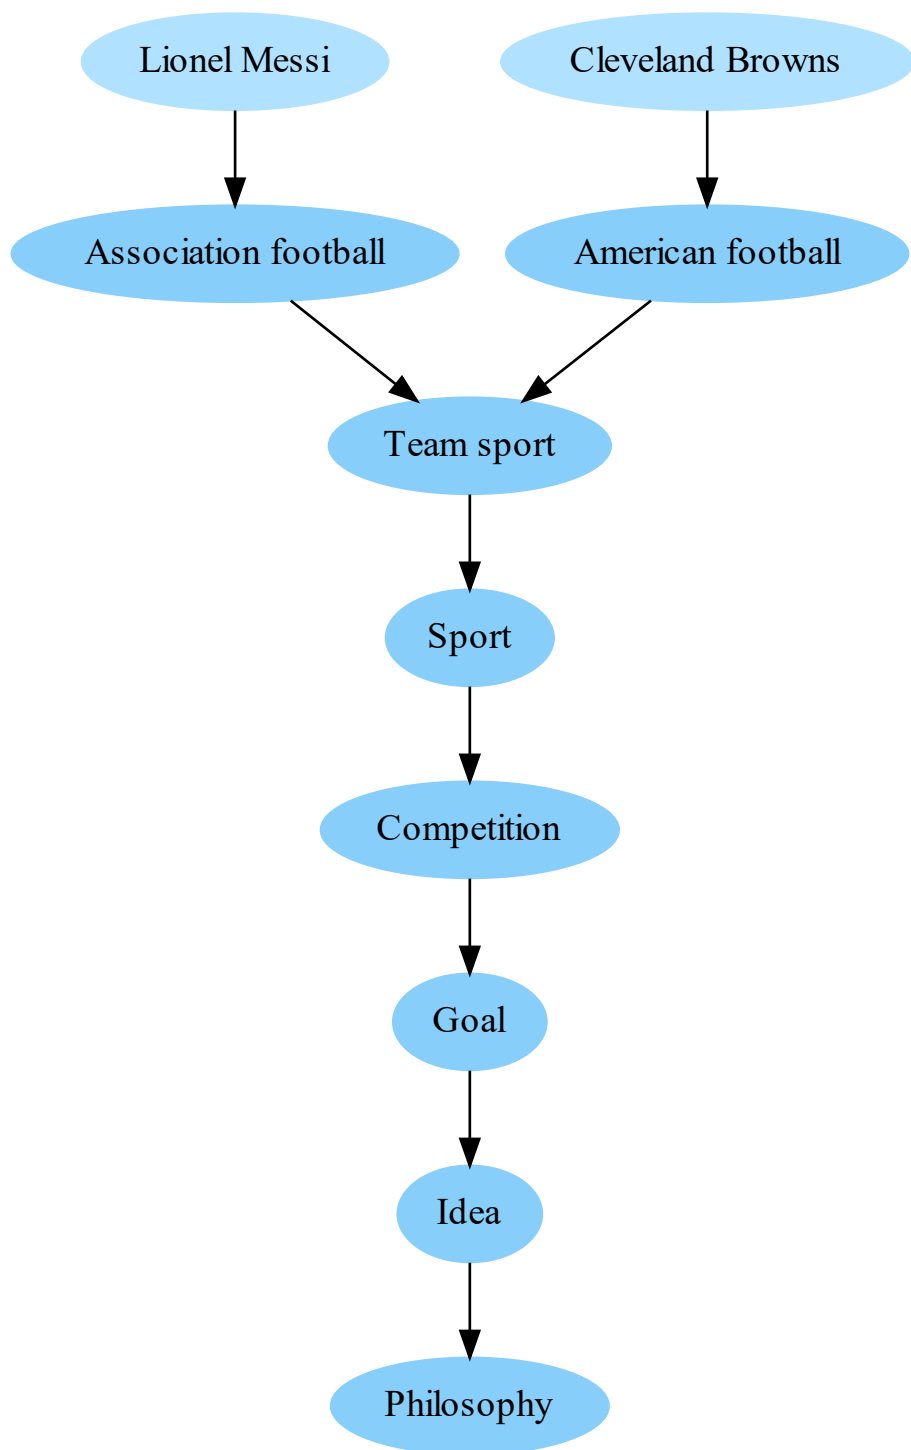 Lionel Messi
Cleveland Browns
Association football
American football
Team sport
Sport
Competition
Goal
Idea
Philosophy